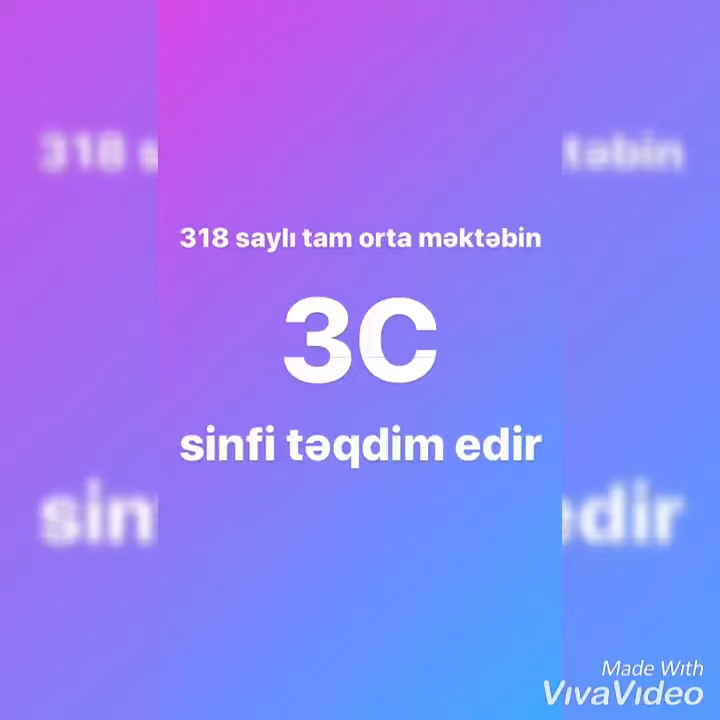 318 saylı tam orta məktəbin
3C
sinfi təqdim edir
Made With
VivaVideo